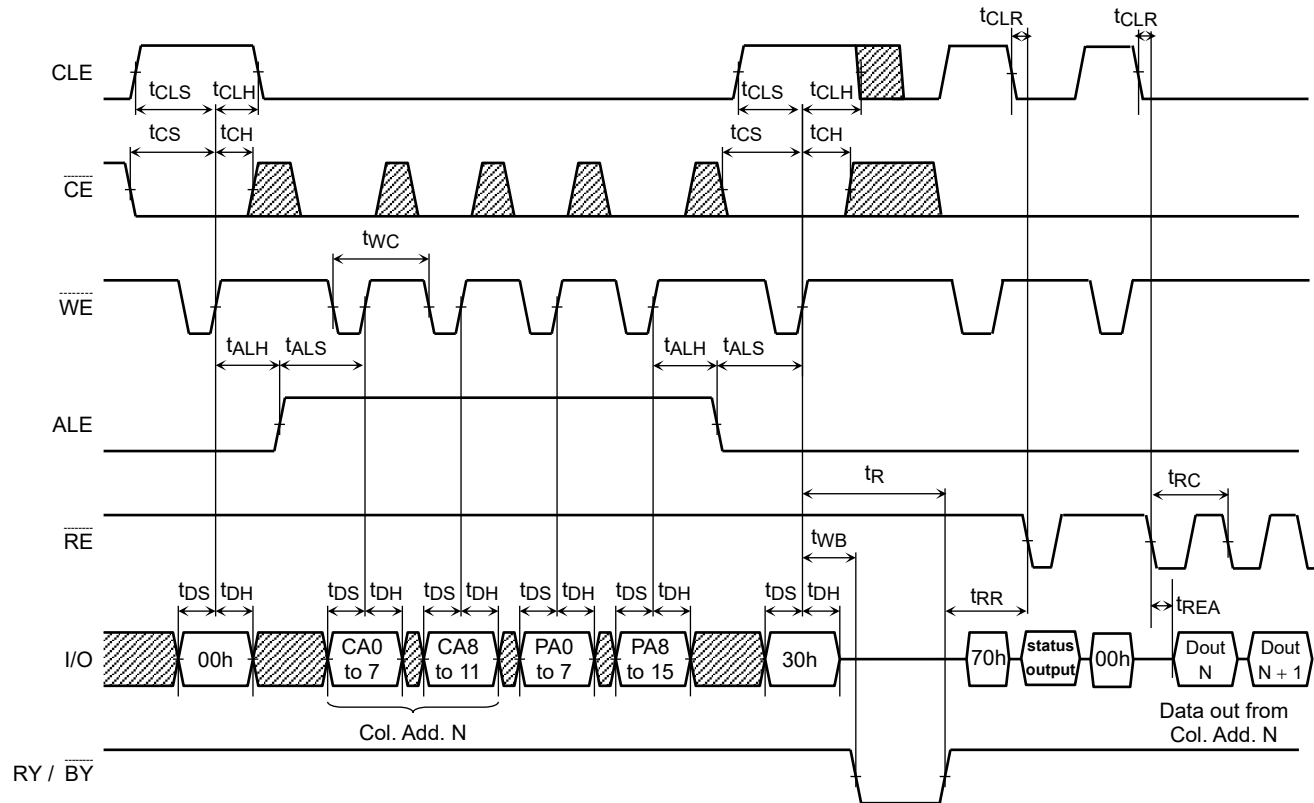 tCLR tCLR
CLE
tCLS tCLH tCLS tCLH
tCS tCH tCS tCH
CE
tWC
WE
tALH tALS tALH tALS
ALE
tR tRC
RE
tWB
tDS tDH tDS tDH tDS tDH tDS tDH tDS tDH tDS tDH tRR tREA
I/O
00h
CA0
to 7
CA8
to 11
PA0
to 7
PA8
to 15
30h
70h
status
output
00h
Dout
N
Dout
N + 1
Col. Add. N
Data out from
Col. Add. N
RY / BY